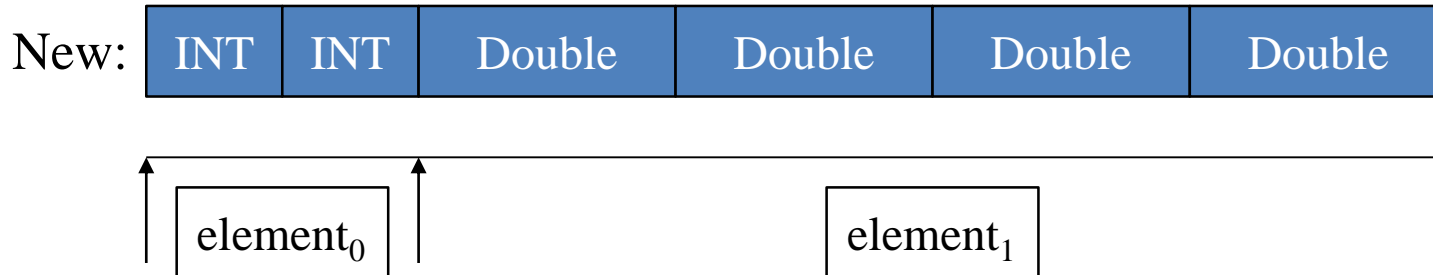 New: INT INT Double Double Double Double
element₀ element₁